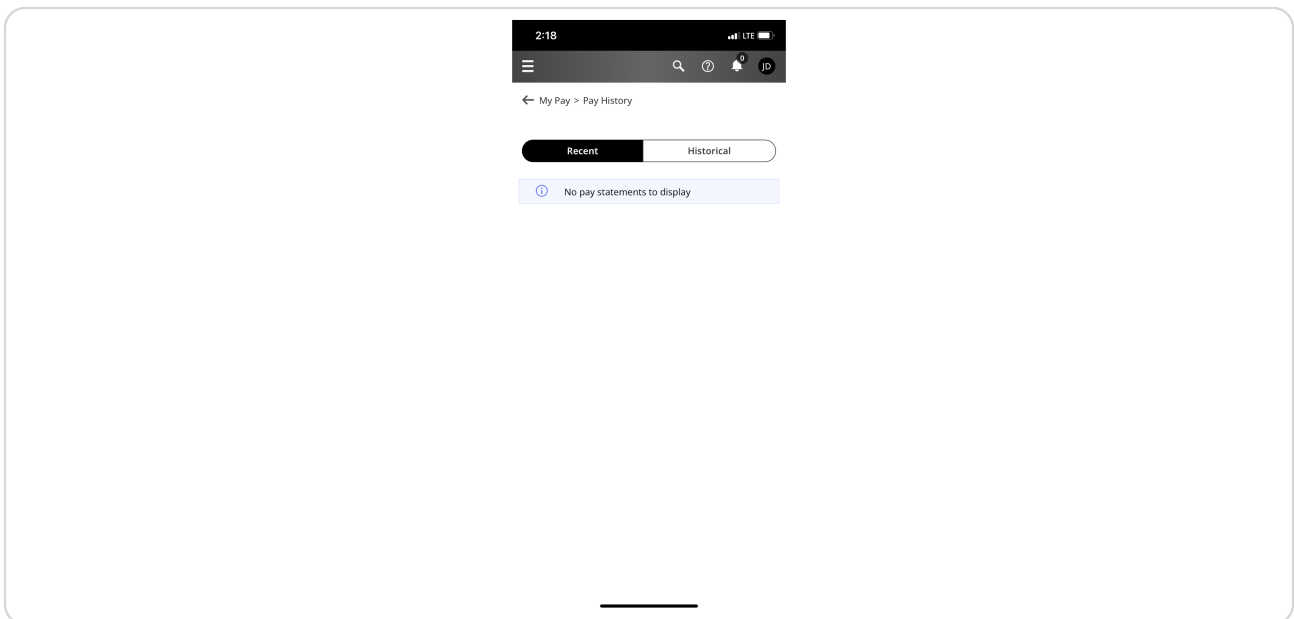 2:18 LTE
0
JD
My Pay > Pay History
Recent Historical
No pay statements to display